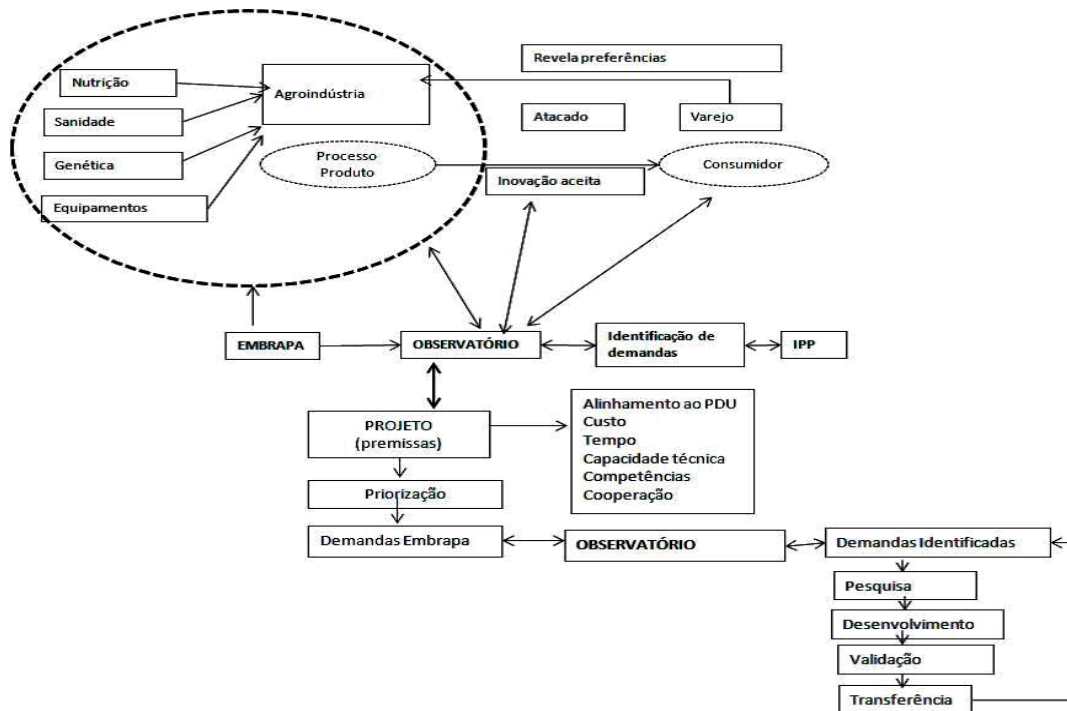 Revela preferências
Nutrição
Agroindústria
Sanidade
Atacado
Varejo
Genética
Processo
Produto
Consumidor
Inovação aceita
Equipamentos
EMBRAPA
OBSERVATÓRIO
Identificação de
demandas
IPP
PROJETO
(premissas)
Alinhamento ao PDU
Custo
Tempo
Capacidade técnica
Competências
Cooperação
Priorização
Demandas Embrapa
OBSERVATÓRIO
Demandas Identificadas
Pesquisa
Desenvolvimento
Validação
Transferência